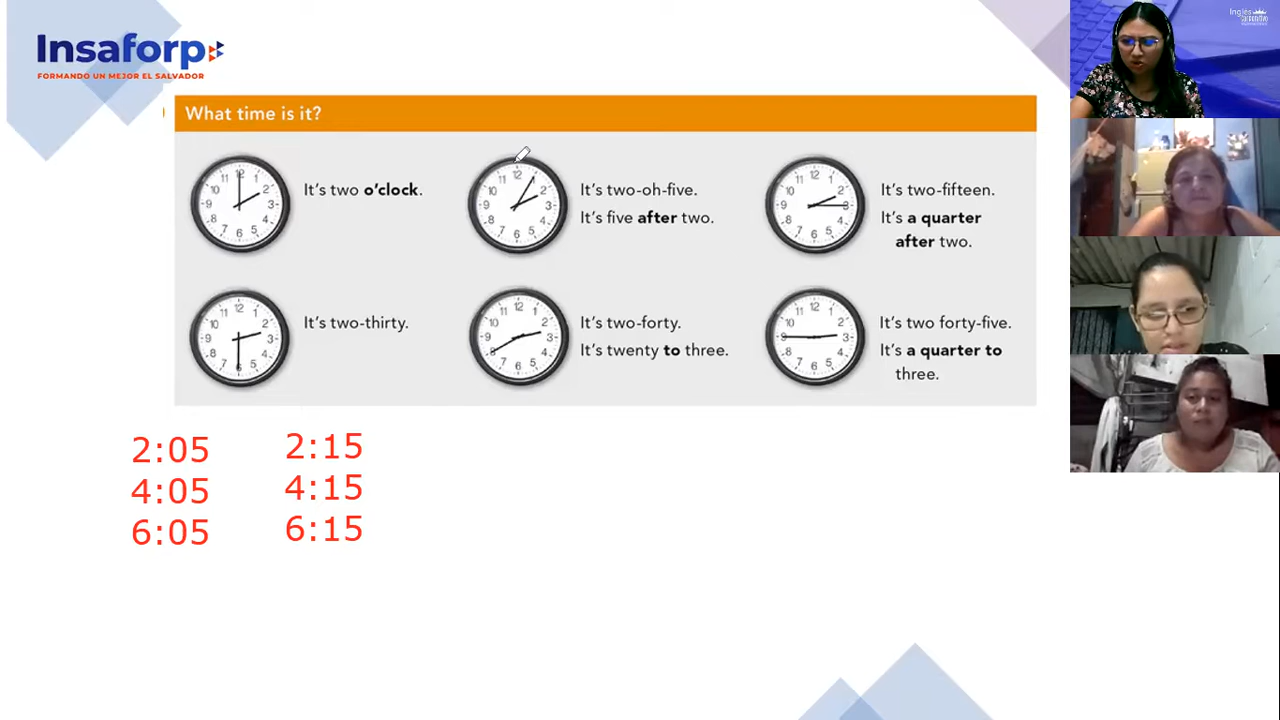 Insaforp
FORMANDO UN MEJOR EL SALVADOR
What time is it?
It's two o'clock.
It's two-oh-five.
It's five after two.
It's two-fifteen.
It's a quarter
after two.
It's two-thirty.
It's two-forty.
It's twenty to three.
It's two forty-five.
It's a quarter to
three.
2:05 2:15
4:05 4:15
6:05 6:15
Inglés